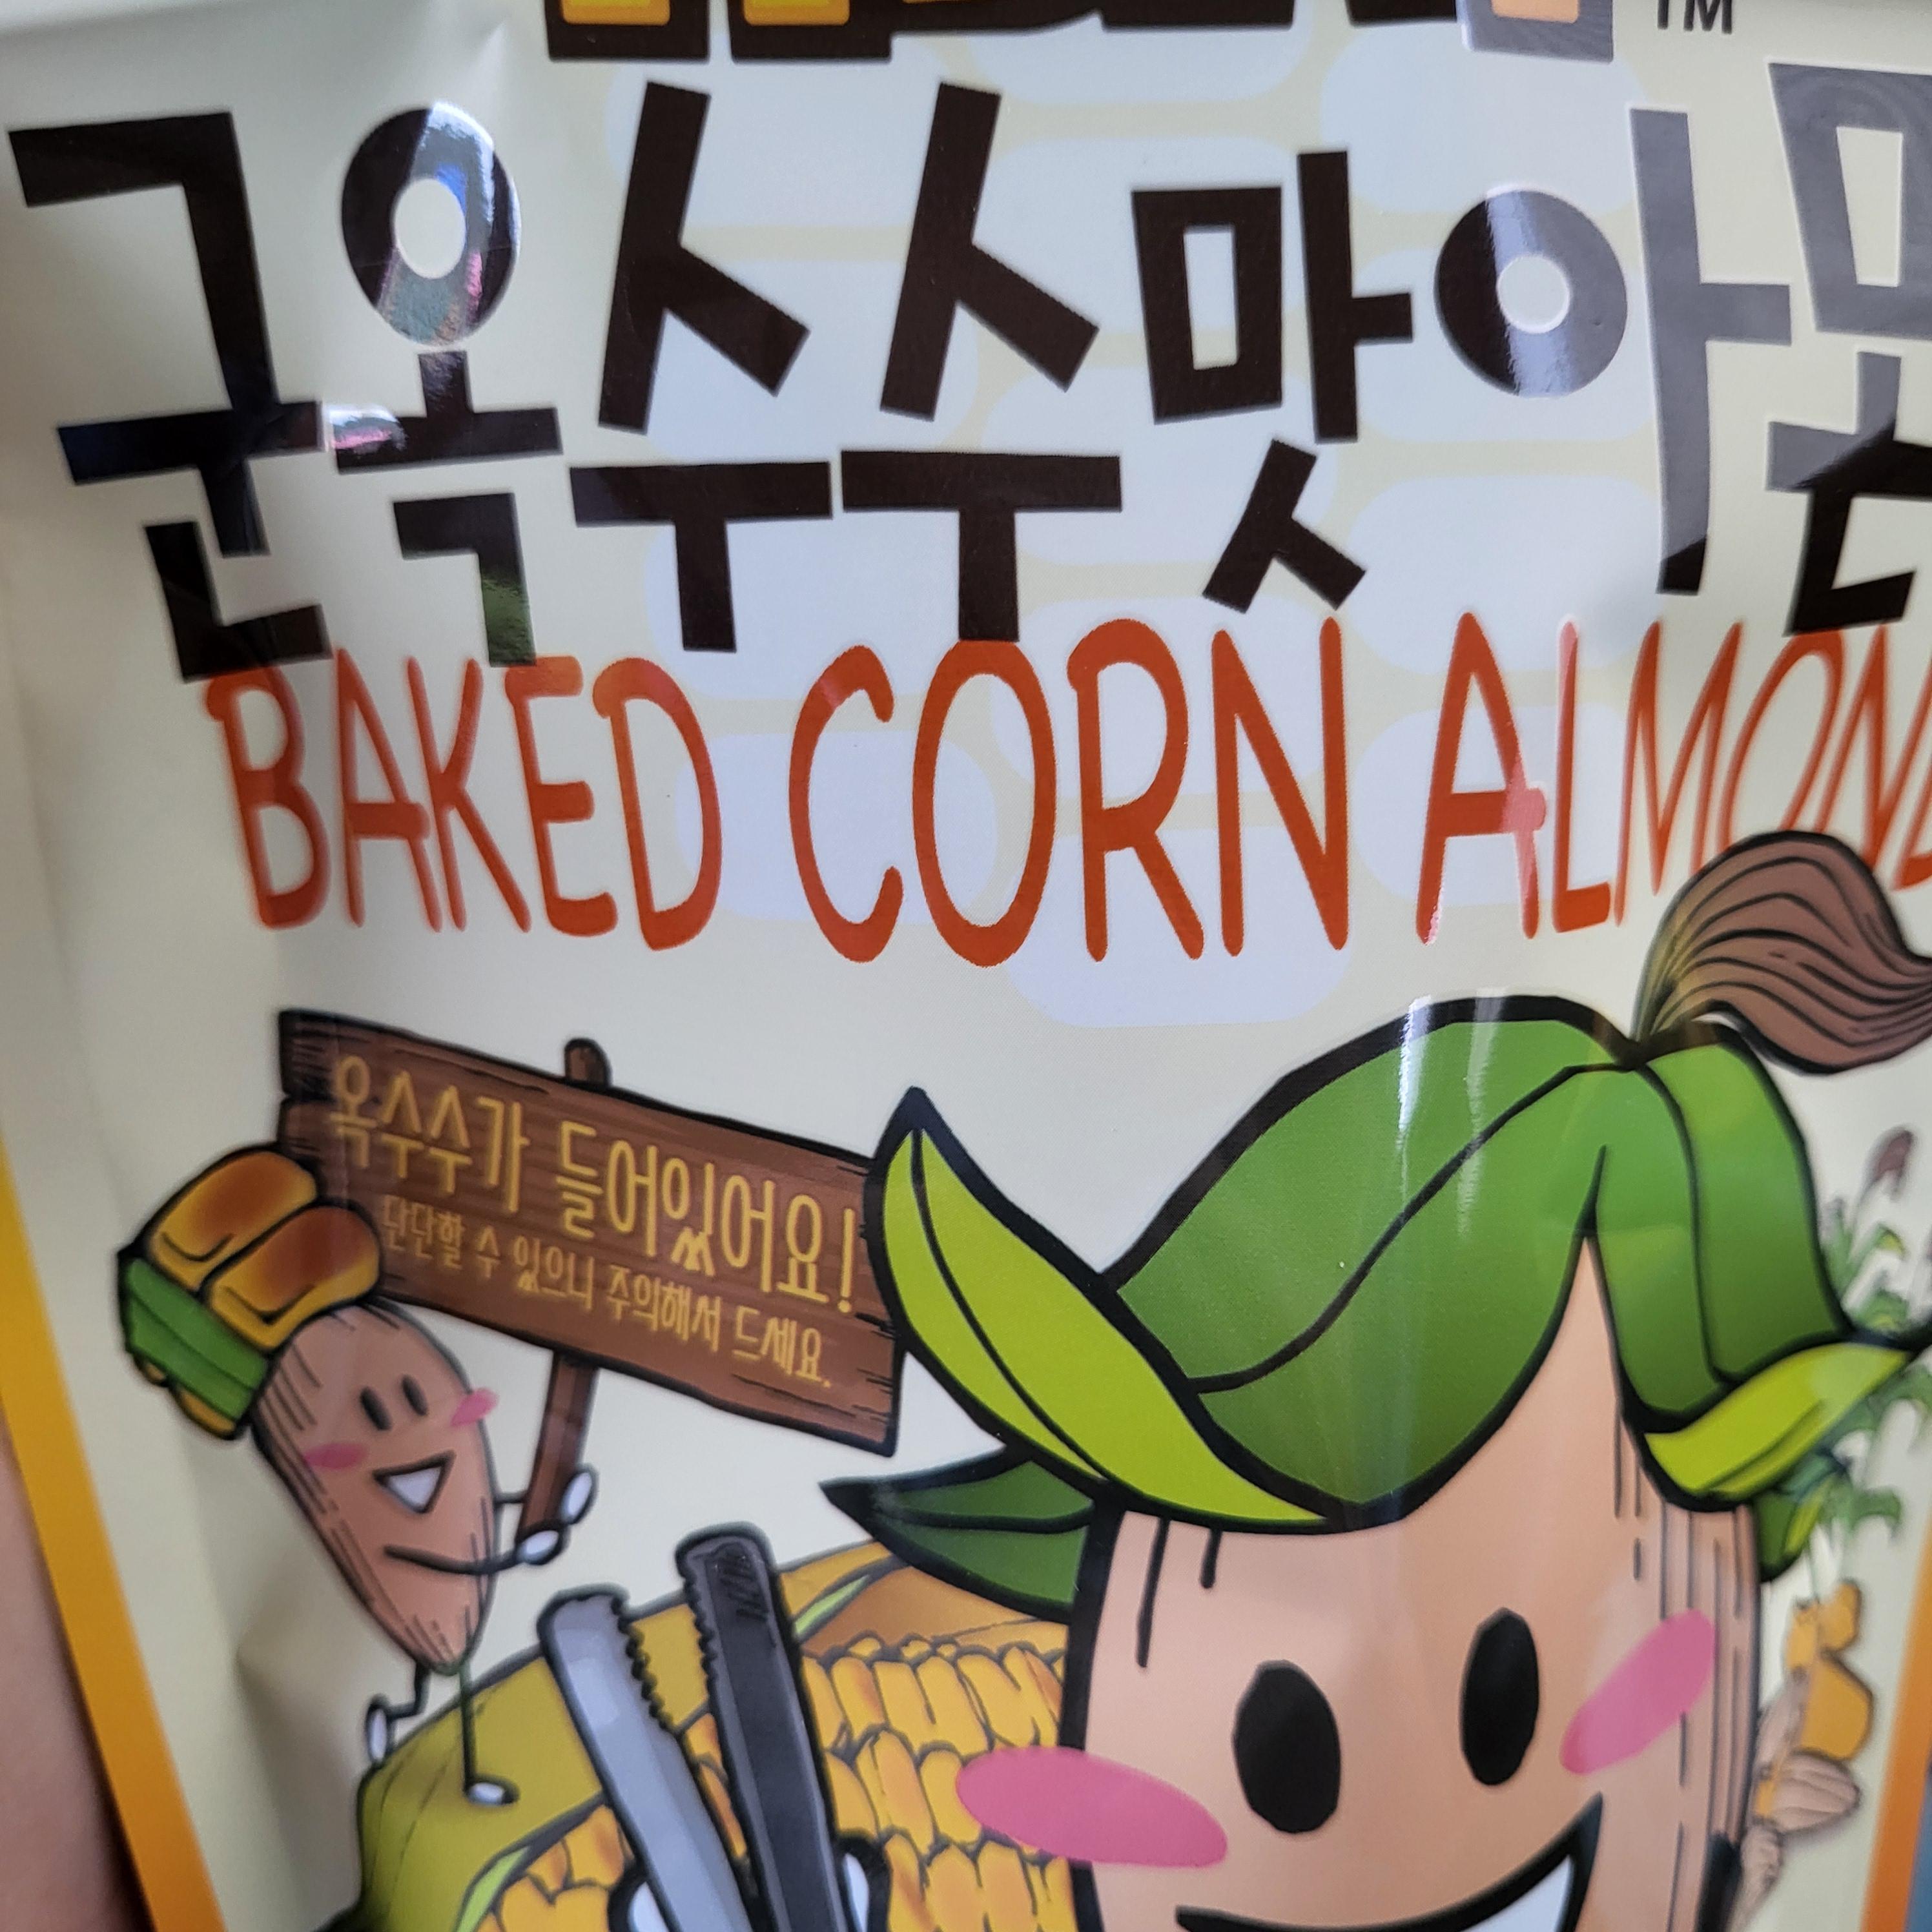 TM
군옥수수맛아몬
BAKED CORN ALMOND
옥수수가 들어있어요!
단단할 수 있으니 주의해서 드세요.